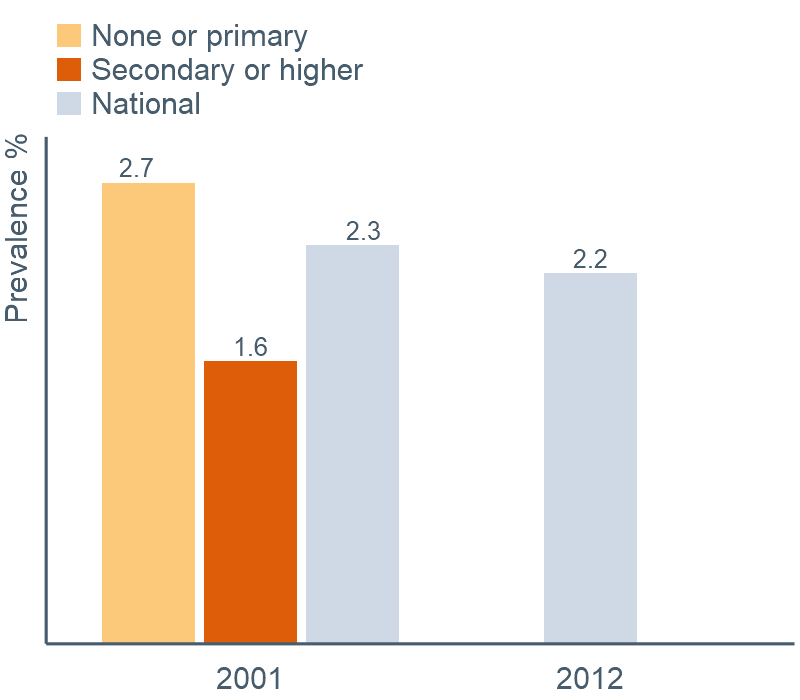 None or primary
Secondary or higher
National
Prevalence %
2.7
1.6
2.3
2.2
2001
2012